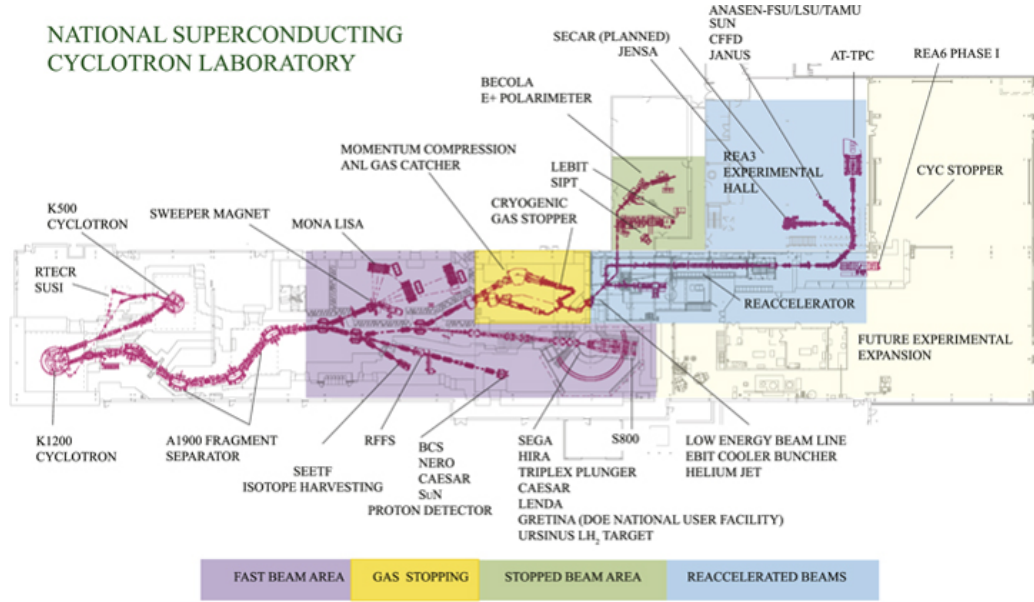 NATIONAL SUPERCONDUCTING
CYCLOTRON LABORATORY
ANASEN-FSU/LSU/TAMU
SUN
CFFD
JANUS
SECAR (PLANNED)
JENSA
AT-TPC
REA6 PHASE I
BECOLA
E+ POLARIMETER
MOMENTUM COMPRESSION
ANL GAS CATCHER
LEBIT
SIPT
REA3
EXPERIMENTAL
HALL
CYC STOPPER
K500
CYCLOTRON
SWEEPER MAGNET
MONA LISA
CRYOGENIC
GAS STOPPER
RTECR
SUSI
REACCELERATOR
FUTURE EXPERIMENTAL
EXPANSION
K1200
CYCLOTRON
A1900 FRAGMENT
SEPARATOR
SEETF
ISOTOPE HARVESTING
RFFS
BCS
NERO
CAESAR
SuN
PROTON DETECTOR
SEGA
HIRA
TRIPLEX PLUNGER
CAESAR
LENDA
GRETINA (DOE NATIONAL USER FACILITY)
URSINUS LH₂ TARGET
S800
LOW ENERGY BEAM LINE
EBIT COOLER BUNCHER
HELIUM JET
FAST BEAM AREA
GAS STOPPING
STOPPED BEAM AREA
REACCELERATED BEAMS